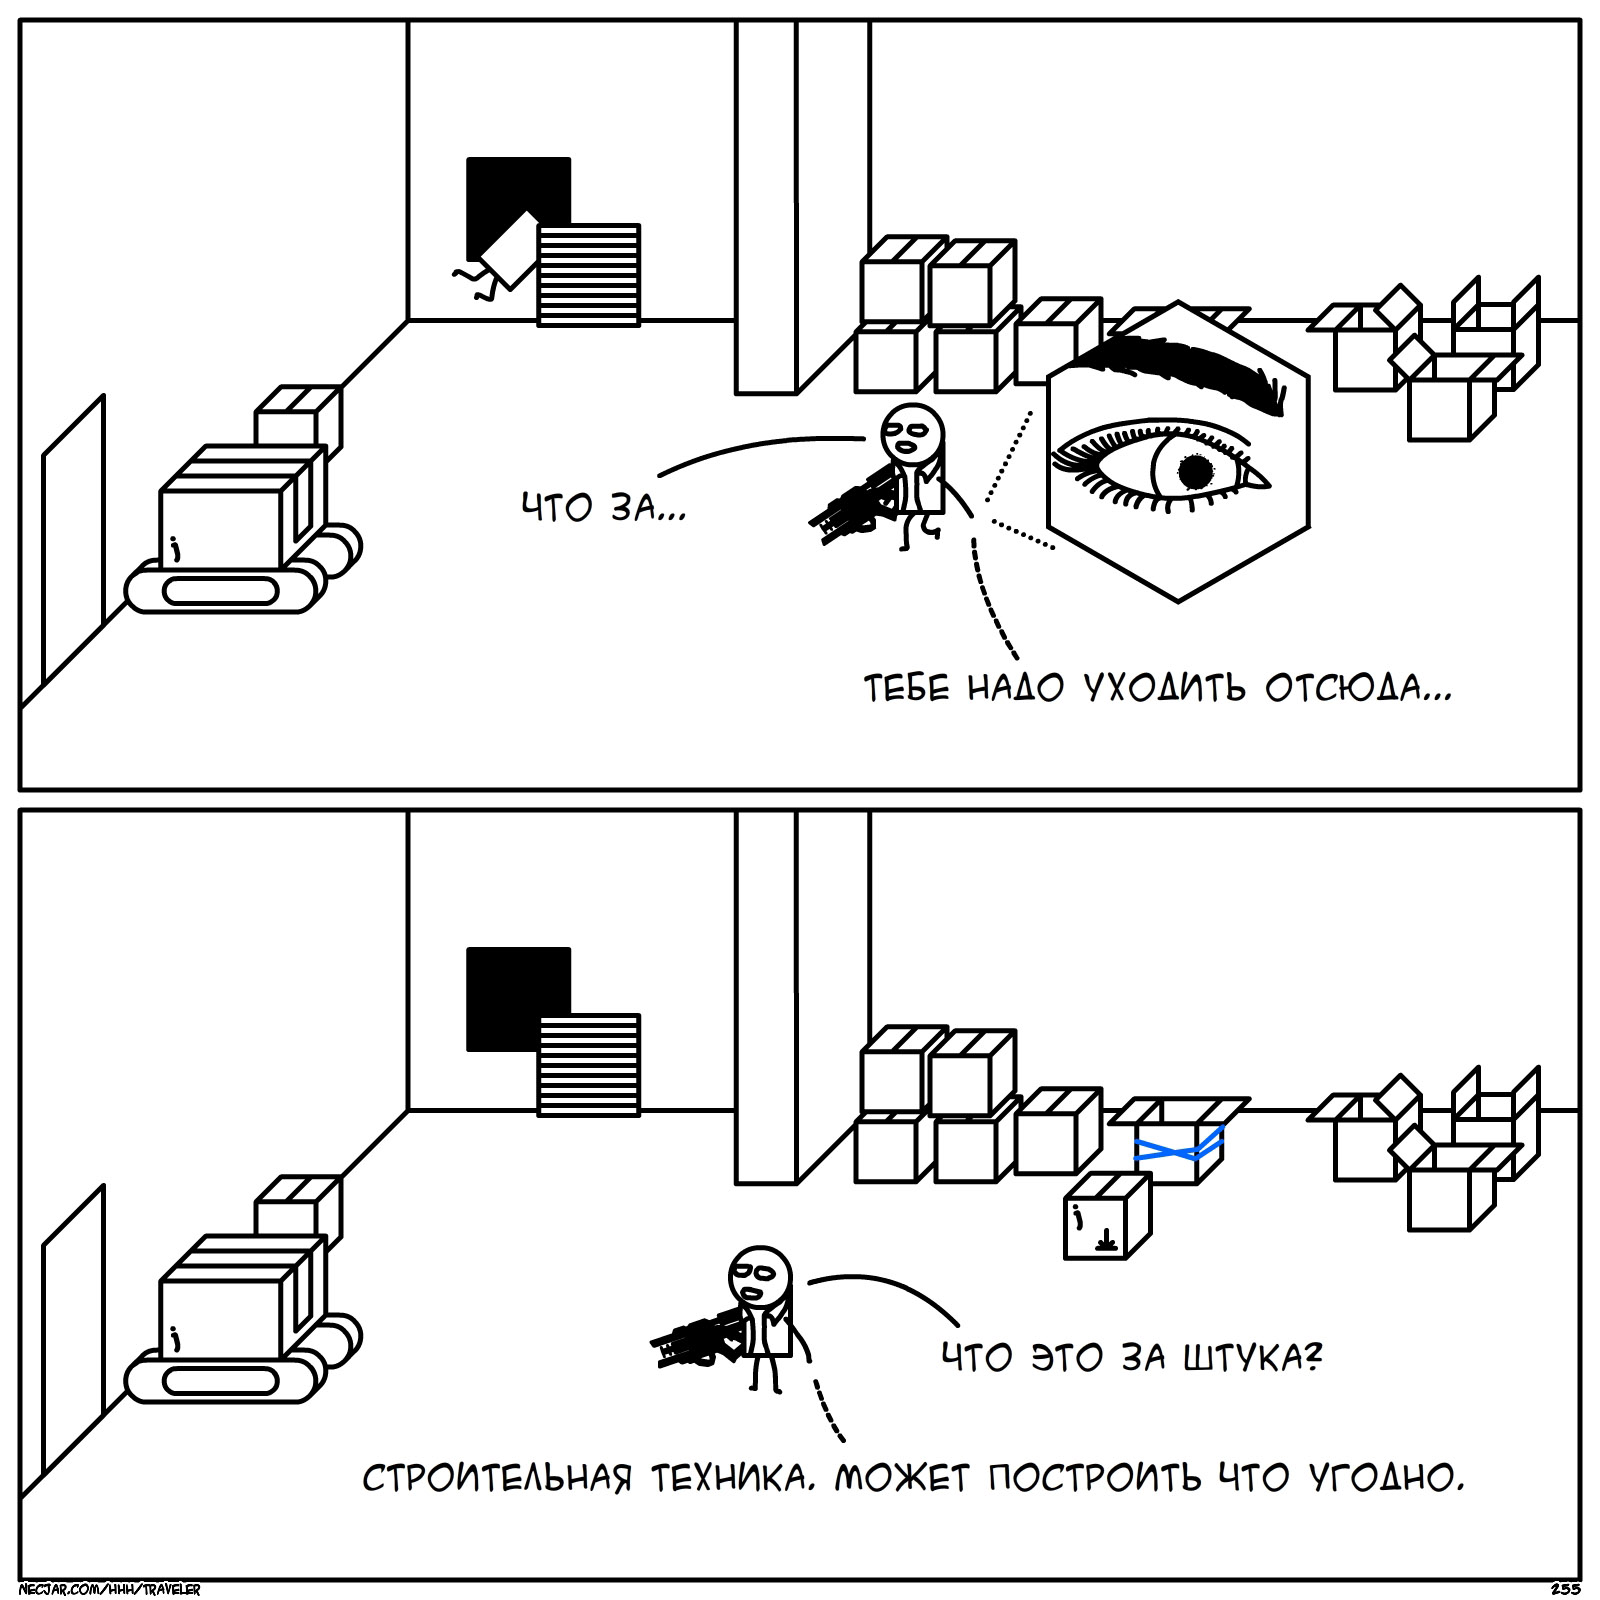 ЧТО ЗА...
ТЕБЕ НАДО УХОДИТЬ ОТСЮДА...
ЧТО ЭТО ЗА ШТУКА?
СТРОИТЕЛЬНАЯ ТЕХНИКА. МОЖЕТ ПОСТРОИТЬ ЧТО УГОДНО.
NECJAR.COM/HHH/TRAVELER
255